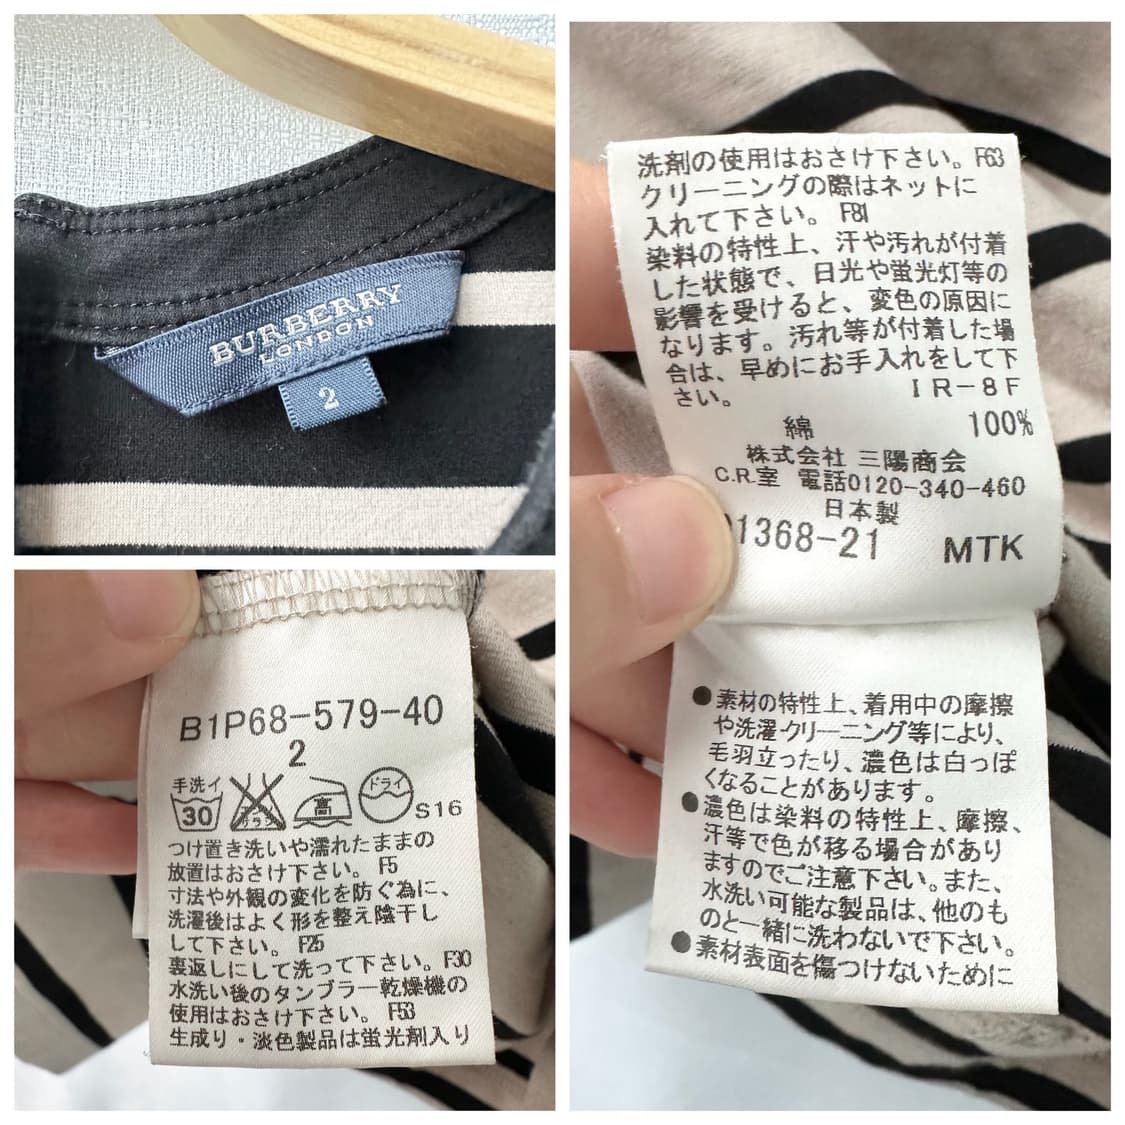 BURBERRY
LONDON
2
洗剤の使用はおさけ下さい。F63
クリーニングの際はネットに
入れて下さい。 F81
染料の特性上、汗や汚れが付着
した状態で、日光や蛍光灯等の
影響を受けると、変色の原因に
なります。汚れ等が付着した場
合は、早めにお手入れをして下
さい。 IR-8F
綿 100%
株式会社 三陽商会
C.R.室 電話0120-340-460
日本製
1368-21 MTK
●素材の特性上、着用中の摩擦
や洗濯・クリーニング等により、
毛羽立ったり、濃色は白っぽ
くなることがあります。
●濃色は染料の特性上、摩擦、
汗等で色が移る場合があり
ますのでご注意下さい。また、
水洗い可能な製品は、他のも
のと一緒に洗わないで下さい。
●素材表面を傷つけないために
B1P68-579-40
2
手洗イ
30 エンソサラシ 高 ドライ S16
つけ置き洗いや濡れたままの
放置はおさけ下さい。 F5
寸法や外観の変化を防ぐ為に、
洗濯後はよく形を整え陰干し
して下さい。 F25
裏返しにして洗って下さい。F30
水洗い後のタンブラー乾燥機の
使用はおさけ下さい。 F53
生成り・淡色製品は蛍光剤入り